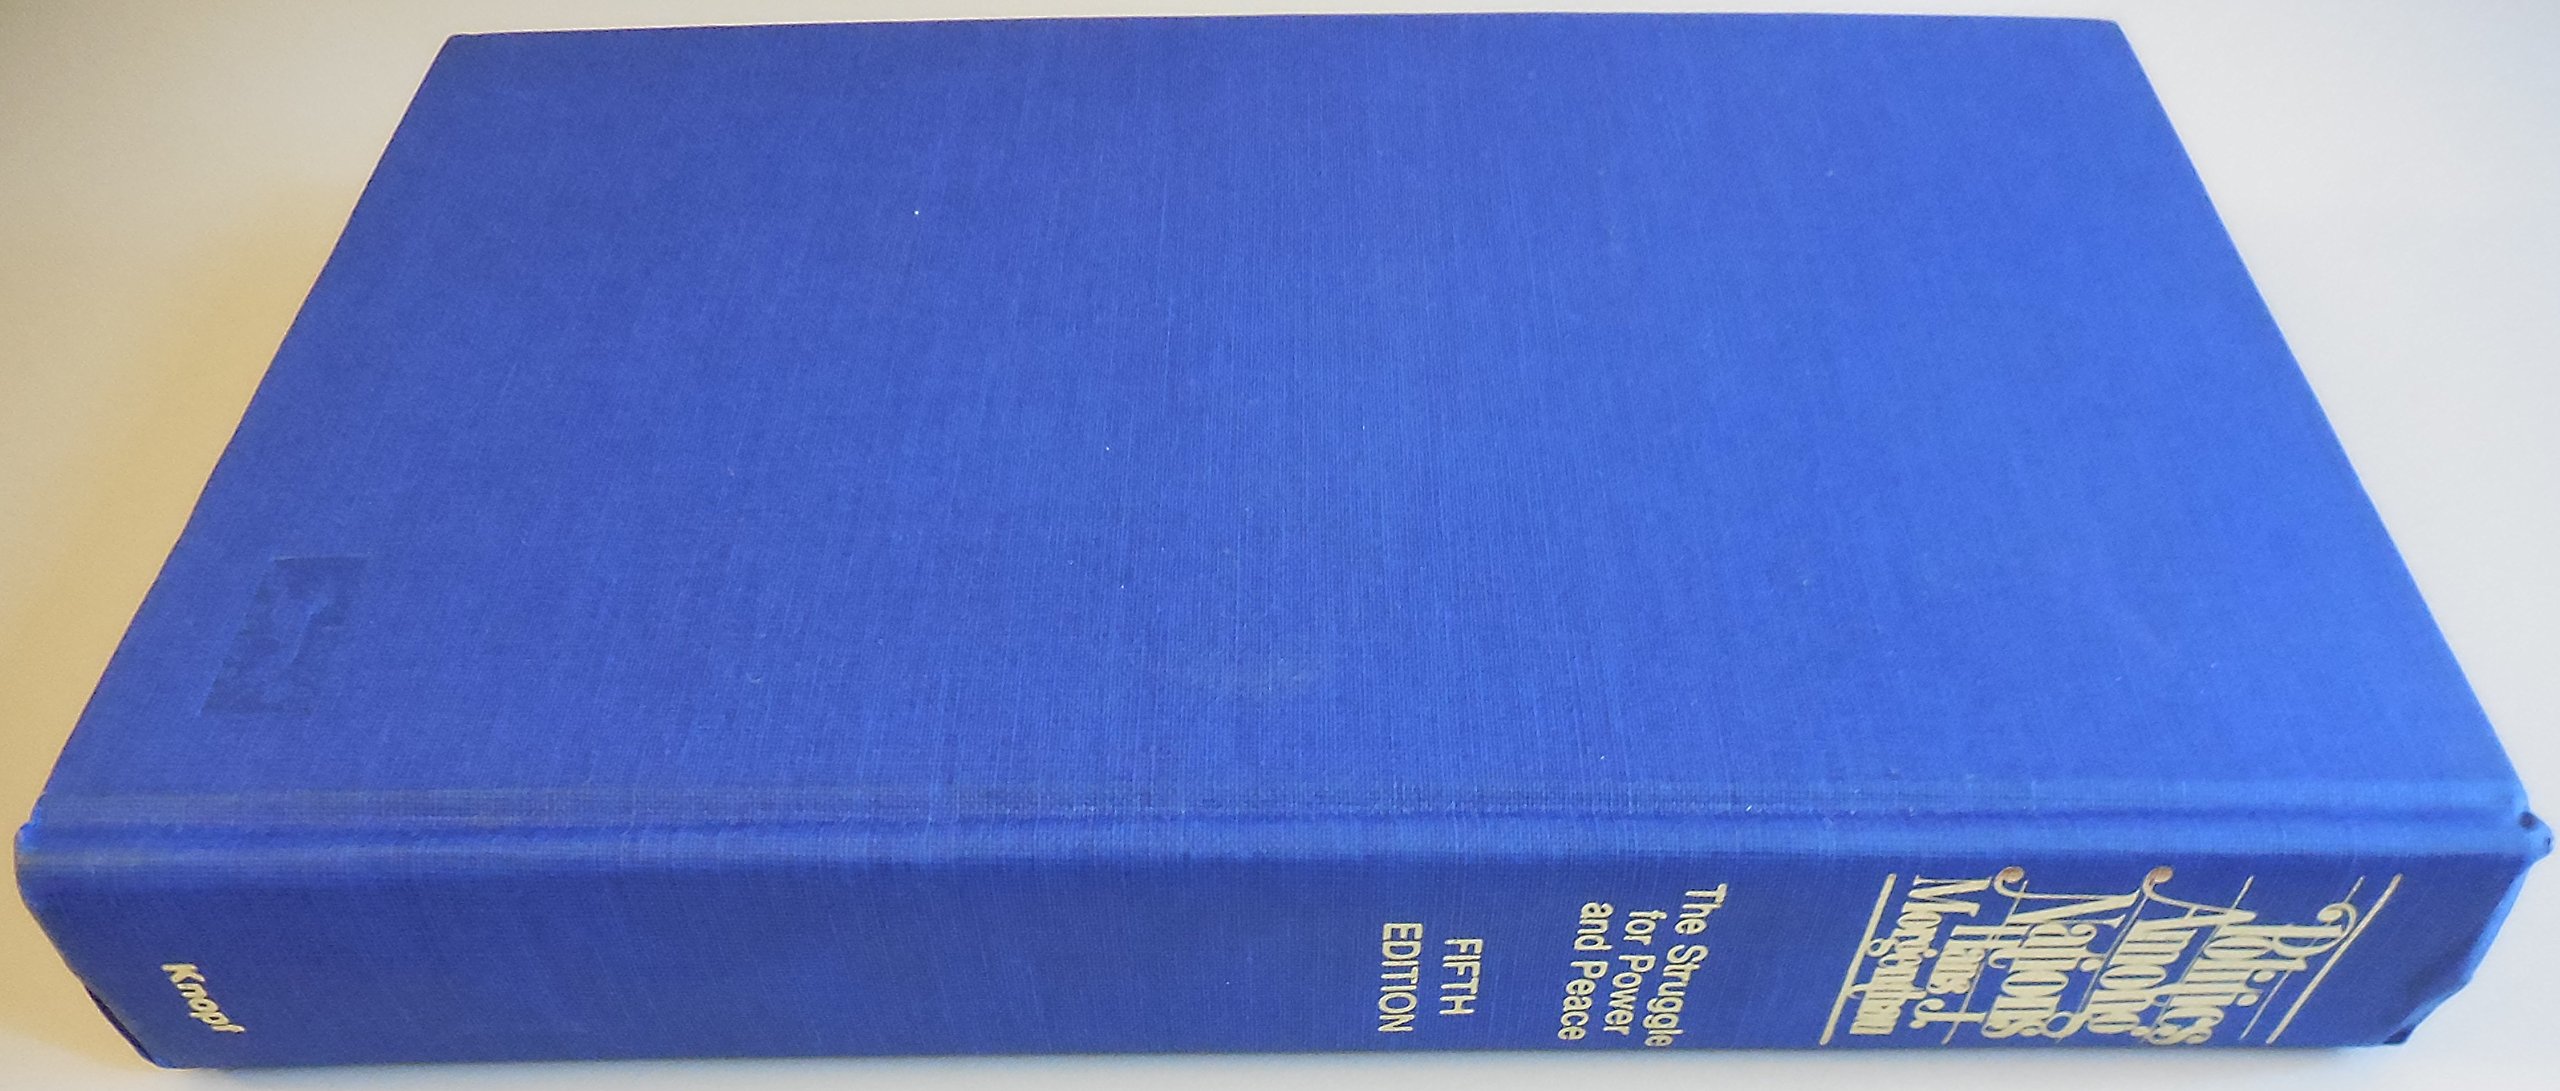 Politics
Among
Nations
Hans J.
Morgenthau
The Struggle
for Power
and Peace
FIFTH
EDITION
Knopf